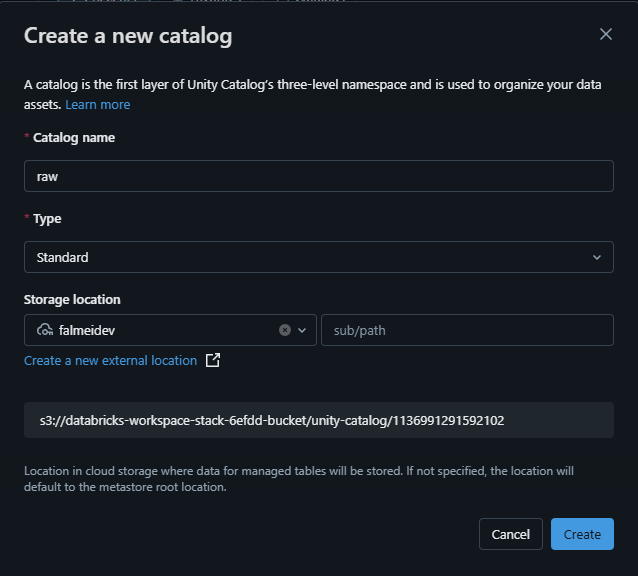 Create a new catalog
A catalog is the first layer of Unity Catalog's three-level namespace and is used to organize your data
assets. Learn more
* Catalog name
raw
* Type
Standard
Storage location
falmeidev
sub/path
Create a new external location
s3://databricks-workspace-stack-6efdd-bucket/unity-catalog/1136991291592102
Location in cloud storage where data for managed tables will be stored. If not specified, the location will
default to the metastore root location.
Cancel
Create